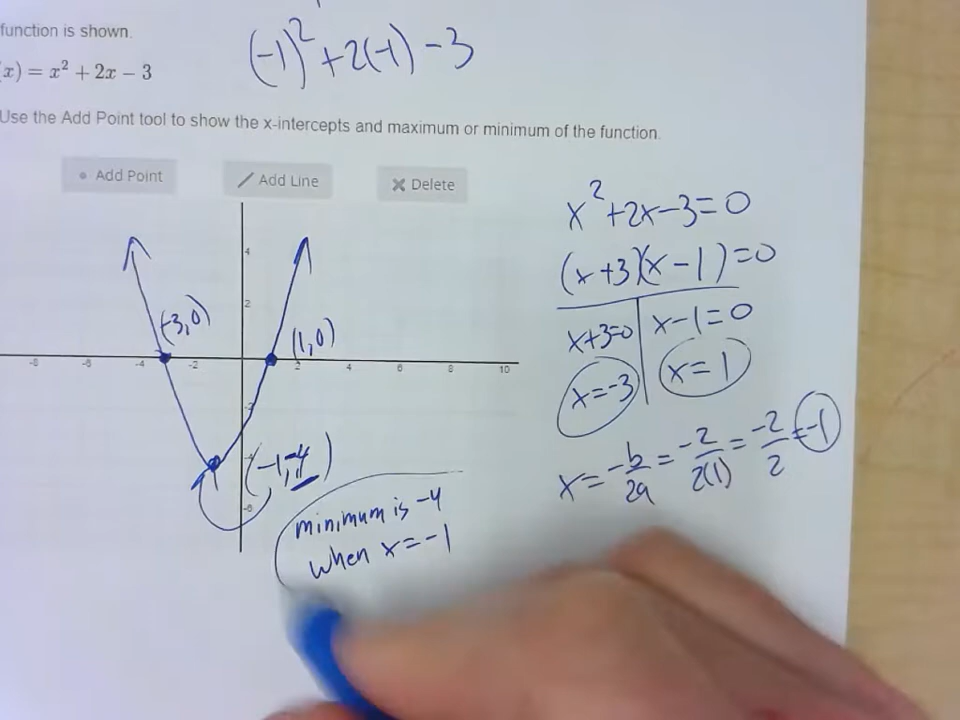 function is shown.
(-1)² +2(-1) -3
(x) = x² + 2x − 3
Use the Add Point tool to show the x-intercepts and maximum or minimum of the function.
Add Point
Add Line
Delete
x²+2x-3=0
(x+3)(x-1)=0
x+3=0 x-1=0
x=-3 x=1
x=-b/2a=-2/2(1)=-2/2=-1
4
2
(-3,0)
(1,0)
-8 -6 -4 -2 2 4 6 8 10
-2
(-1,-4)
-6
minimum is -4
when x=-1